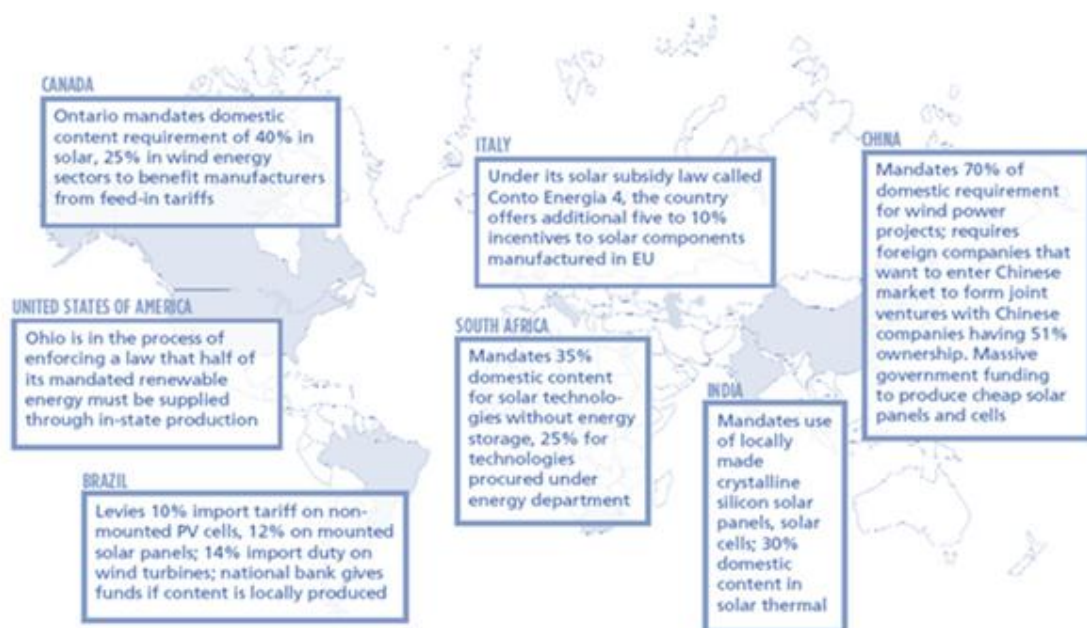 CANADA
Ontario mandates domestic
content requirement of 40% in
solar, 25% in wind energy
sectors to benefit manufacturers
from feed-in tariffs
ITALY
Under its solar subsidy law called
Conto Energia 4, the country
offers additional five to 10%
incentives to solar components
manufactured in EU
CHINA
Mandates 70% of
domestic requirement
for wind power
projects; requires
foreign companies that
want to enter Chinese
market to form joint
ventures with Chinese
companies having 51%
ownership. Massive
government funding
to produce cheap solar
panels and cells
UNITED STATES OF AMERICA
Ohio is in the process of
enforcing a law that half of
its mandated renewable
energy must be supplied
through in-state production
SOUTH AFRICA
Mandates 35%
domestic content
for solar technolo-
gies without energy
storage, 25% for
technologies
procured under
energy department
INDIA
Mandates use of
locally made
crystalline
silicon solar
panels, solar
cells; 30%
domestic
content in
solar thermal
BRAZIL
Levies 10% import tariff on non-
mounted PV cells, 12% on mounted
solar panels; 14% import duty on
wind turbines; national bank gives
funds if content is locally produced